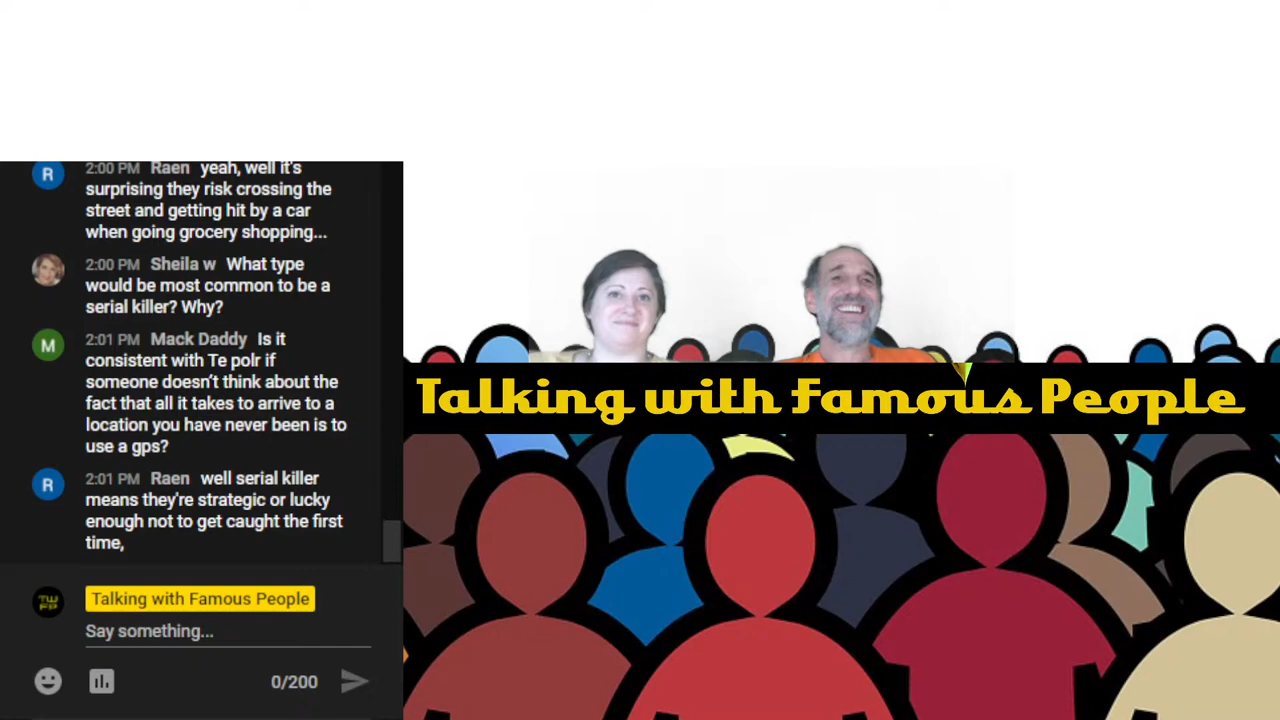 R
2:00 PM Raen yeah, well it's
surprising they risk crossing the
street and getting hit by a car
when going grocery shopping...
2:00 PM Sheila w What type
would be most common to be a
serial killer? Why?
M
2:01 PM Mack Daddy Is it
consistent with Te polr if
someone doesn't think about the
fact that all it takes to arrive to a
location you have never been is to
use a gps?
R
2:01 PM Raen well serial killer
means they're strategic or lucky
enough not to get caught the first
time,
TW
FP
Talking with Famous People
Say something...
0/200
Talking with Famous People